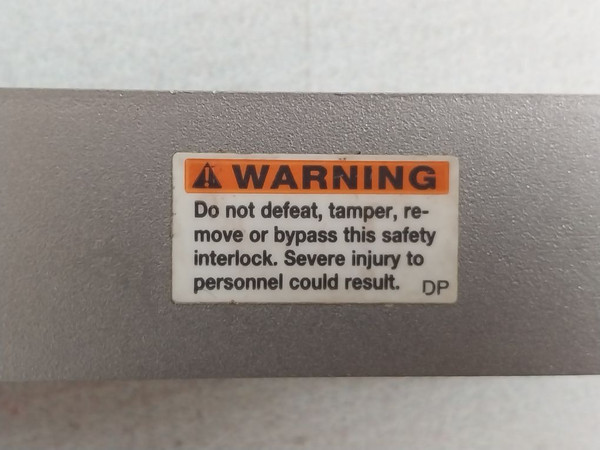 WARNING
Do not defeat, tamper, re-
move or bypass this safety
interlock. Severe injury to
personnel could result.
DP